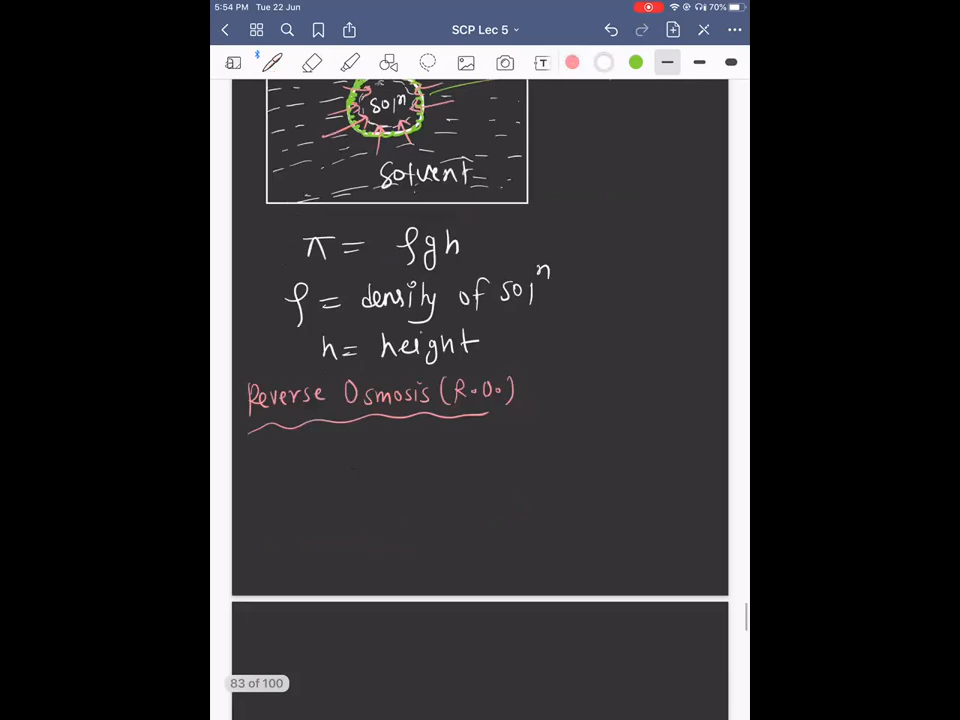 5:54 PM Tue 22 Jun
70%
SCP Lec 5
T
solⁿ
solvent
π = ρgh
ρ = density of solⁿ
h = height
Reverse Osmosis (R.O.)
83 of 100